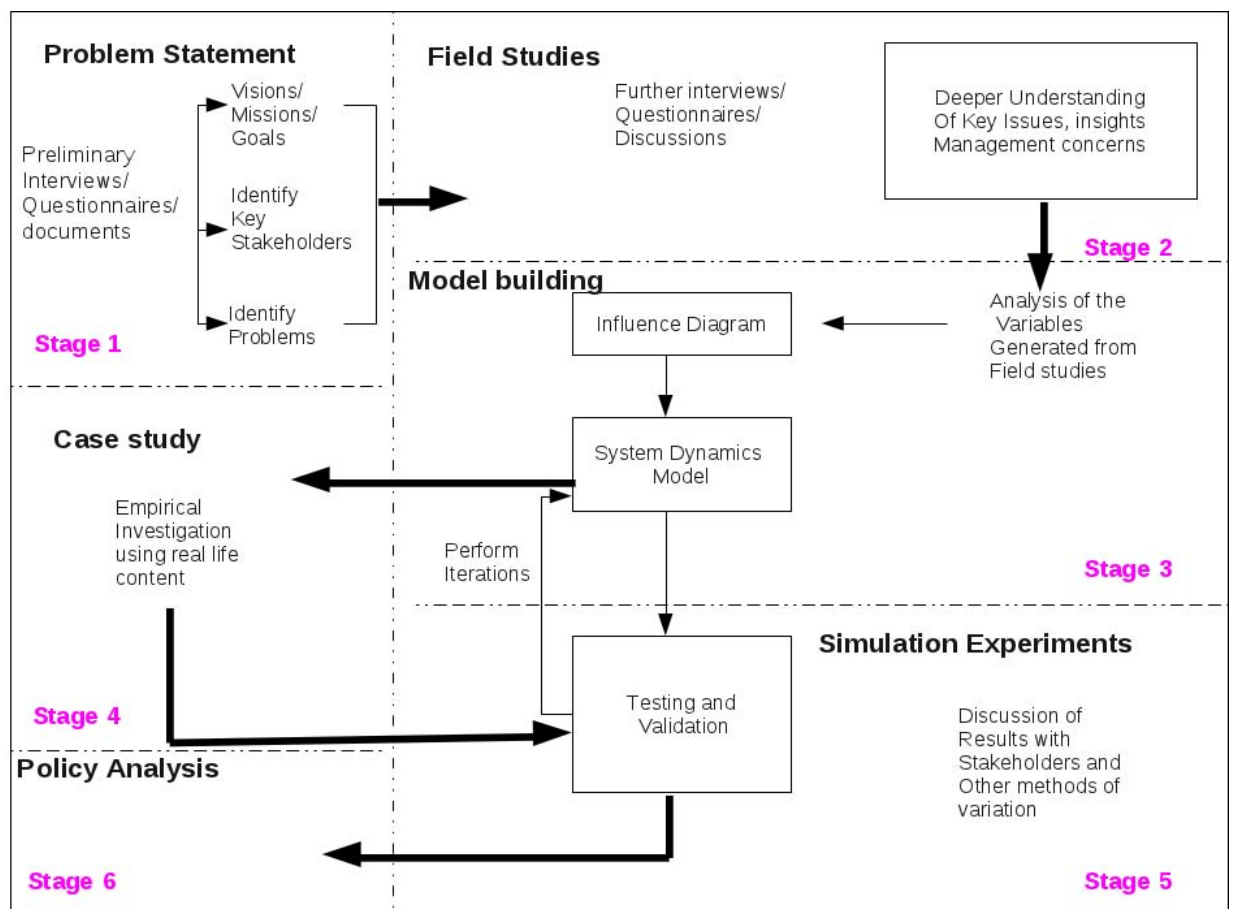 Problem Statement
Visions/
Missions/
Goals
Preliminary
Interviews/
Questionnaires/
documents
Identify
Key
Stakeholders
Identify
Problems
Stage 1
Field Studies
Further interviews/
Questionnaires/
Discussions
Deeper Understanding
Of Key Issues, insights
Management concerns
Stage 2
Model building
Influence Diagram
Analysis of the
Variables
Generated from
Field studies
System Dynamics
Model
Perform
Iterations
Stage 3
Case study
Empirical
Investigation
using real life
content
Stage 4
Simulation Experiments
Testing and
Validation
Discussion of
Results with
Stakeholders and
Other methods of
variation
Stage 5
Policy Analysis
Stage 6